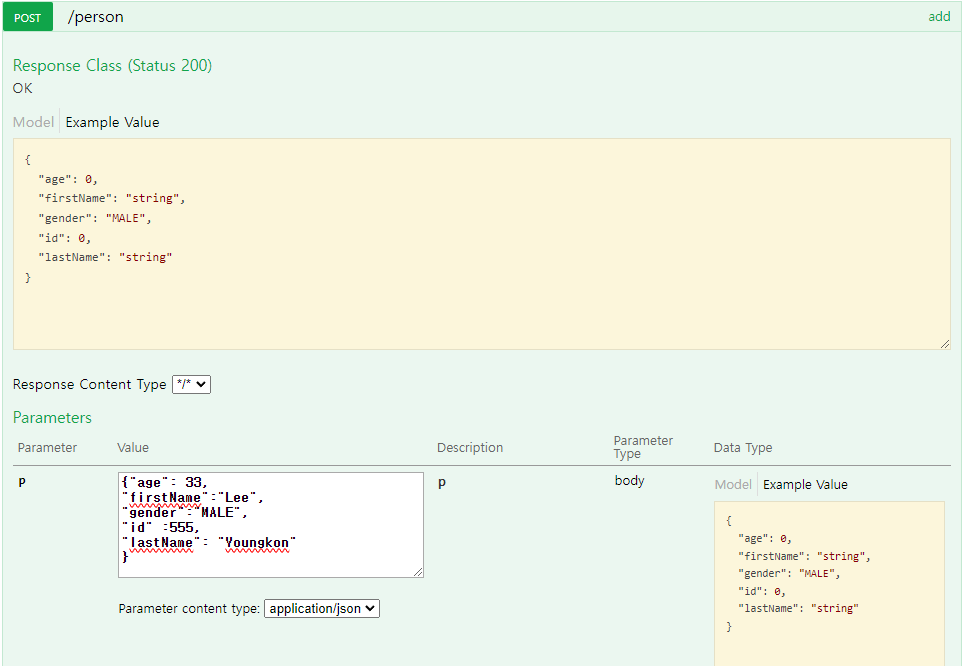 POST /person add
Response Class (Status 200)
OK
Model Example Value
{
"age": 0,
"firstName": "string",
"gender": "MALE",
"id": 0,
"lastName": "string"
}
Response Content Type */*
Parameters
Parameter Value Description Parameter Type Data Type
p
{"age": 33,
"firstName":"Lee",
"gender":"MALE",
"id" :555,
"lastName": "Youngkon"
}
Parameter content type: application/json
p
body
Model Example Value
{
"age": 0,
"firstName": "string",
"gender": "MALE",
"id": 0,
"lastName": "string"
}